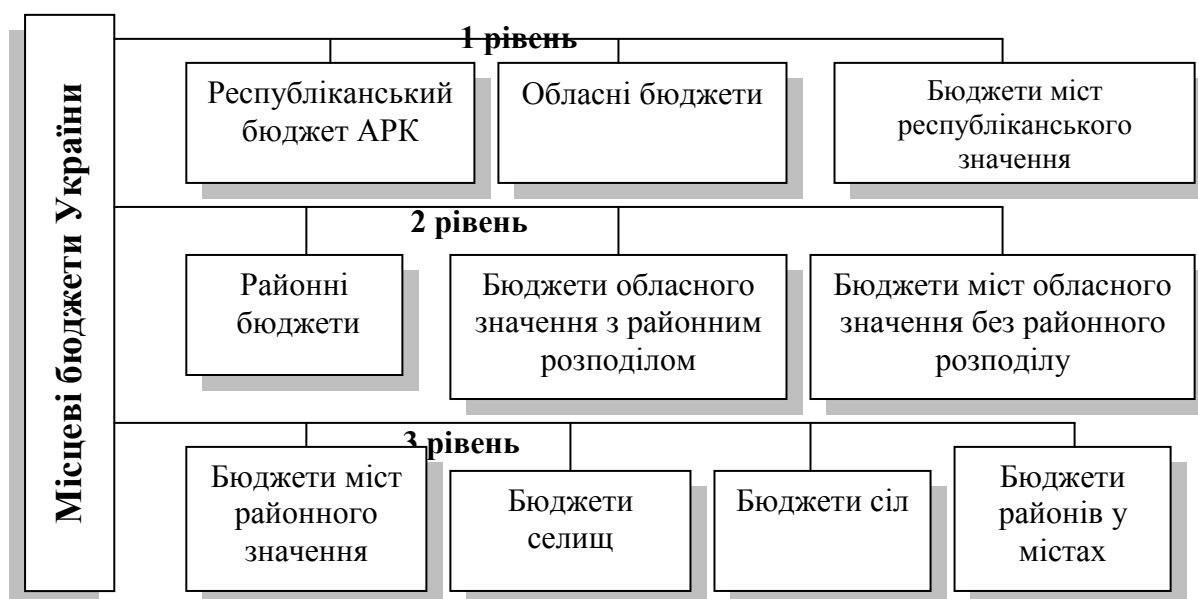 Місцеві бюджети України
1 рівень
Республіканський
бюджет АРК
Обласні бюджети
Бюджети міст
республіканського
значення
2 рівень
Районні
бюджети
Бюджети обласного
значення з районним
розподілом
Бюджети міст обласного
значення без районного
розподілу
3 рівень
Бюджети міст
районного
значення
Бюджети
селищ
Бюджети сіл
Бюджети
районів у
містах